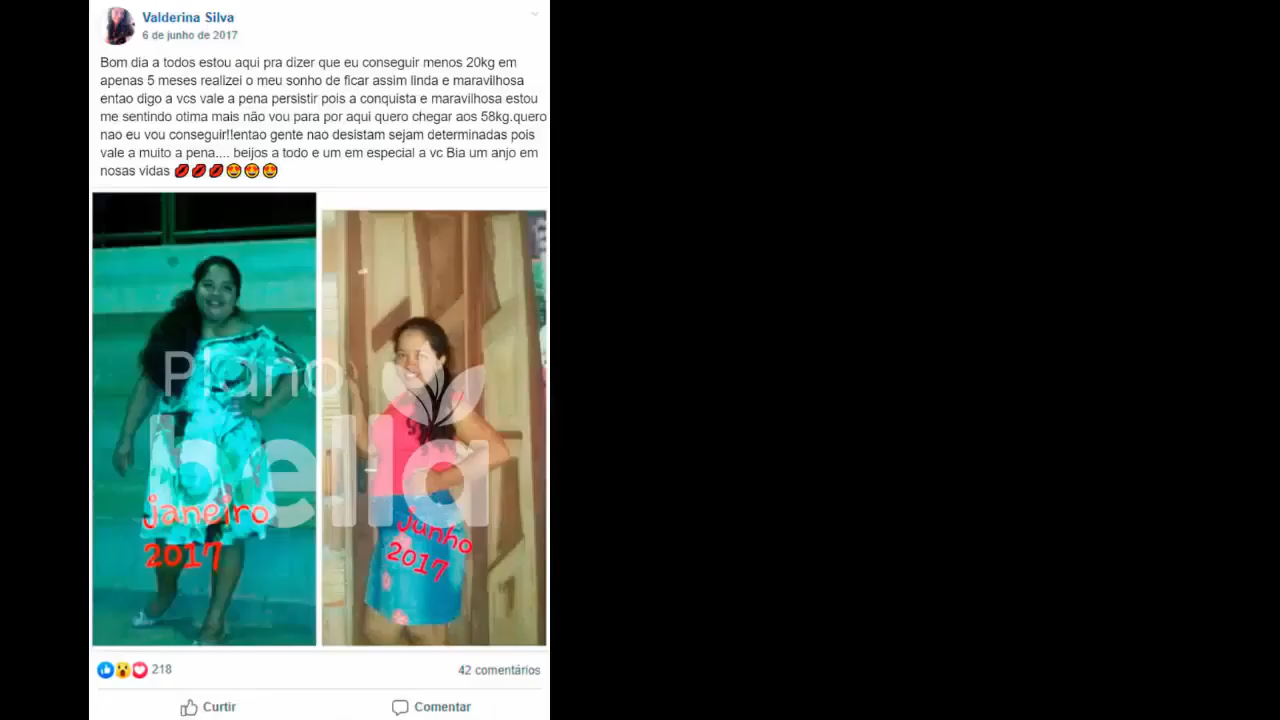 Valderina Silva
6 de junho de 2017
Bom dia a todos estou aqui pra dizer que eu conseguir menos 20kg em
apenas 5 meses realizei o meu sonho de ficar assim linda e maravilhosa
entao digo a vcs vale a pena persistir pois a conquista e maravilhosa estou
me sentindo otima mais não vou para por aqui quero chegar aos 58kg.quero
nao eu vou conseguir!!entao gente nao desistam sejam determinadas pois
vale a muito a pena.... beijos a todo e um em especial a vc Bia um anjo em
nosas vidas 💋💋💋😍😍😍
Plano
bella
janeiro
2017
junho
2017
218
42 comentários
Curtir
Comentar